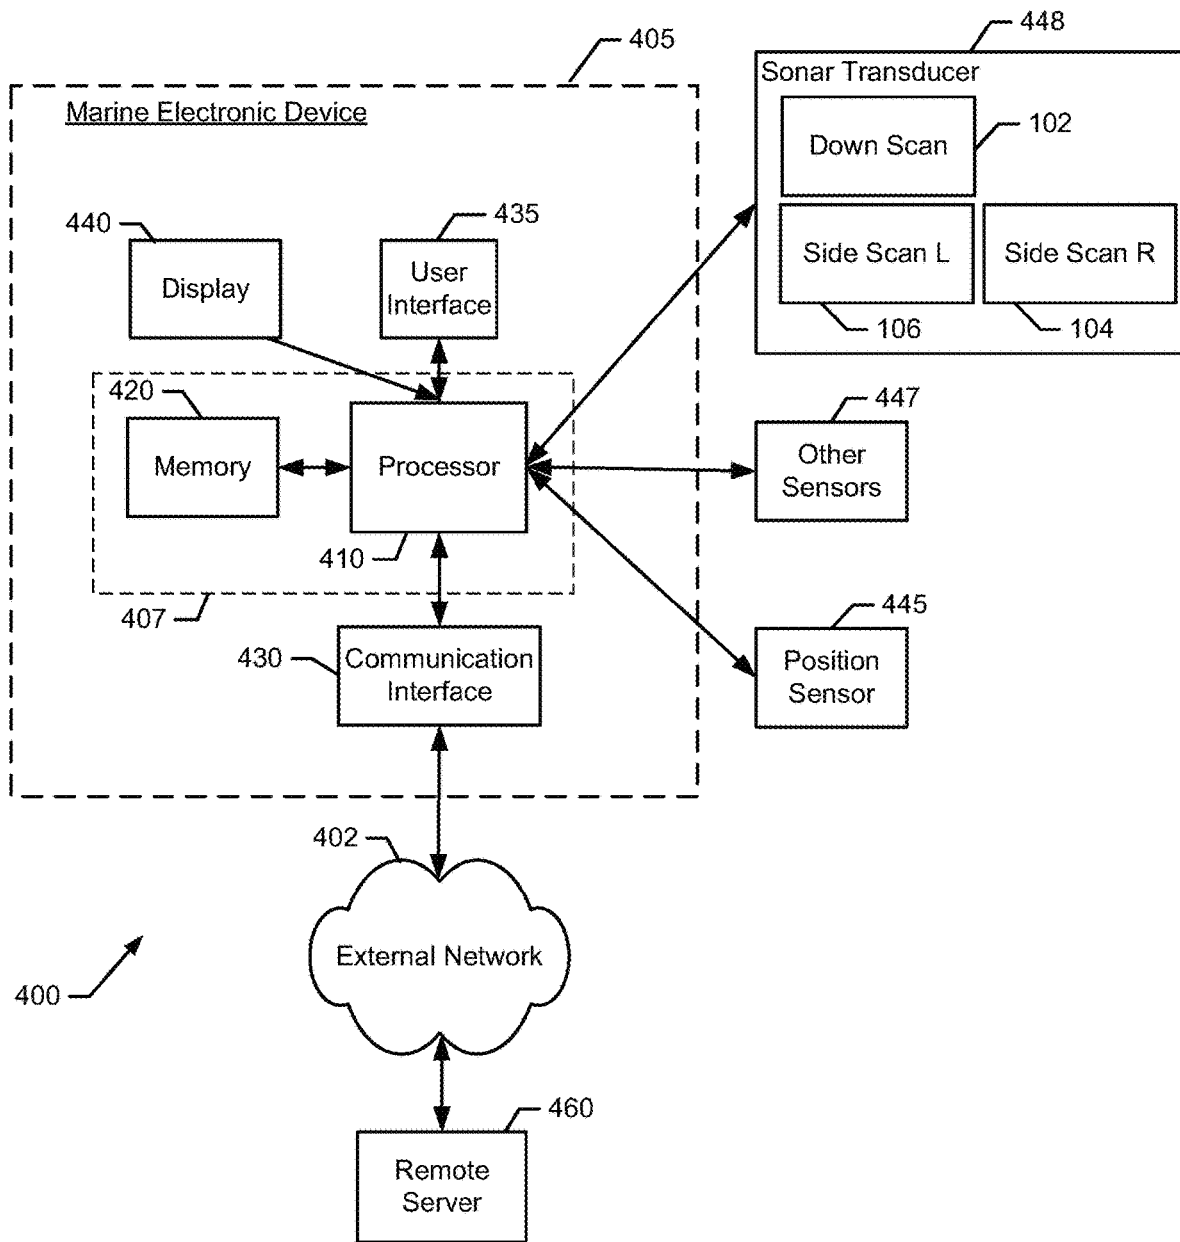 405
448
Marine Electronic Device
Sonar Transducer
Down Scan
102
440
435
Side Scan L
Side Scan R
Display
User
Interface
106
104
420
447
Memory
Processor
Other
Sensors
410
407
445
430
Communication
Interface
Position
Sensor
402
External Network
400
460
Remote
Server